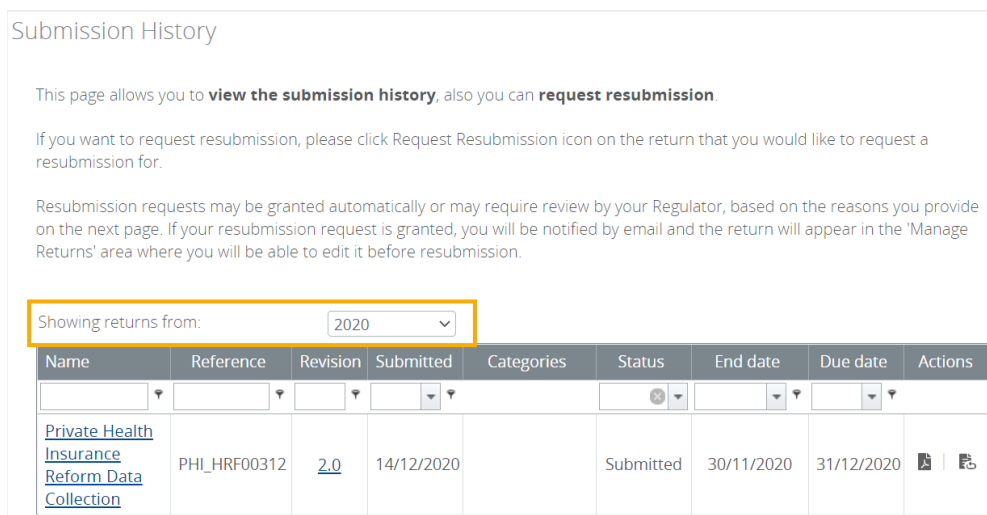 Submission History
This page allows you to view the submission history, also you can request resubmission.
If you want to request resubmission, please click Request Resubmission icon on the return that you would like to request a
resubmission for.
Resubmission requests may be granted automatically or may require review by your Regulator, based on the reasons you provide
on the next page. If your resubmission request is granted, you will be notified by email and the return will appear in the 'Manage
Returns' area where you will be able to edit it before resubmission.
Showing returns from: 2020
Name Reference Revision Submitted Categories Status End date Due date Actions
Private Health
Insurance
Reform Data
Collection
PHI_HRF00312 2.0 14/12/2020 Submitted 30/11/2020 31/12/2020